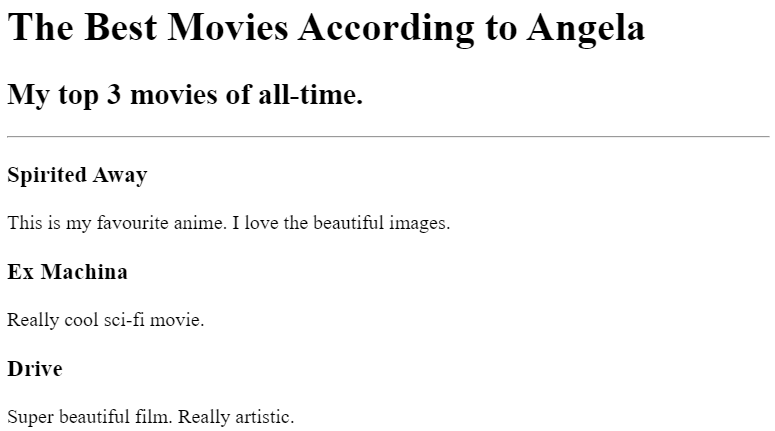 The Best Movies According to Angela
My top 3 movies of all-time.
Spirited Away
This is my favourite anime. I love the beautiful images.
Ex Machina
Really cool sci-fi movie.
Drive
Super beautiful film. Really artistic.